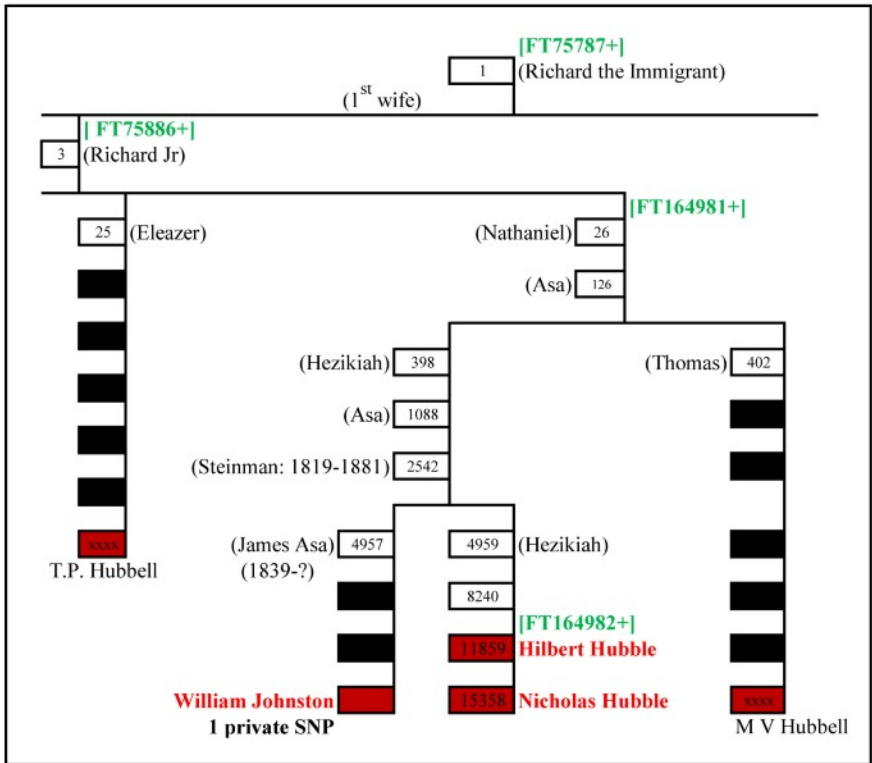 [FT75787+]
1 (Richard the Immigrant)
(1st wife)
[ FT75886+]
3 (Richard Jr)
[FT164981+]
25 (Eleazer) (Nathaniel) 26
(Asa) 126
(Hezikiah) 398 (Thomas) 402
(Asa) 1088
(Steinman: 1819-1881) 2542
xxxx (James Asa) 4957 4959 (Hezikiah)
T.P. Hubbell (1839-?)
8240
[FT164982+]
11859 Hilbert Hubble
William Johnston 15358 Nicholas Hubble xxxx
1 private SNP M V Hubbell